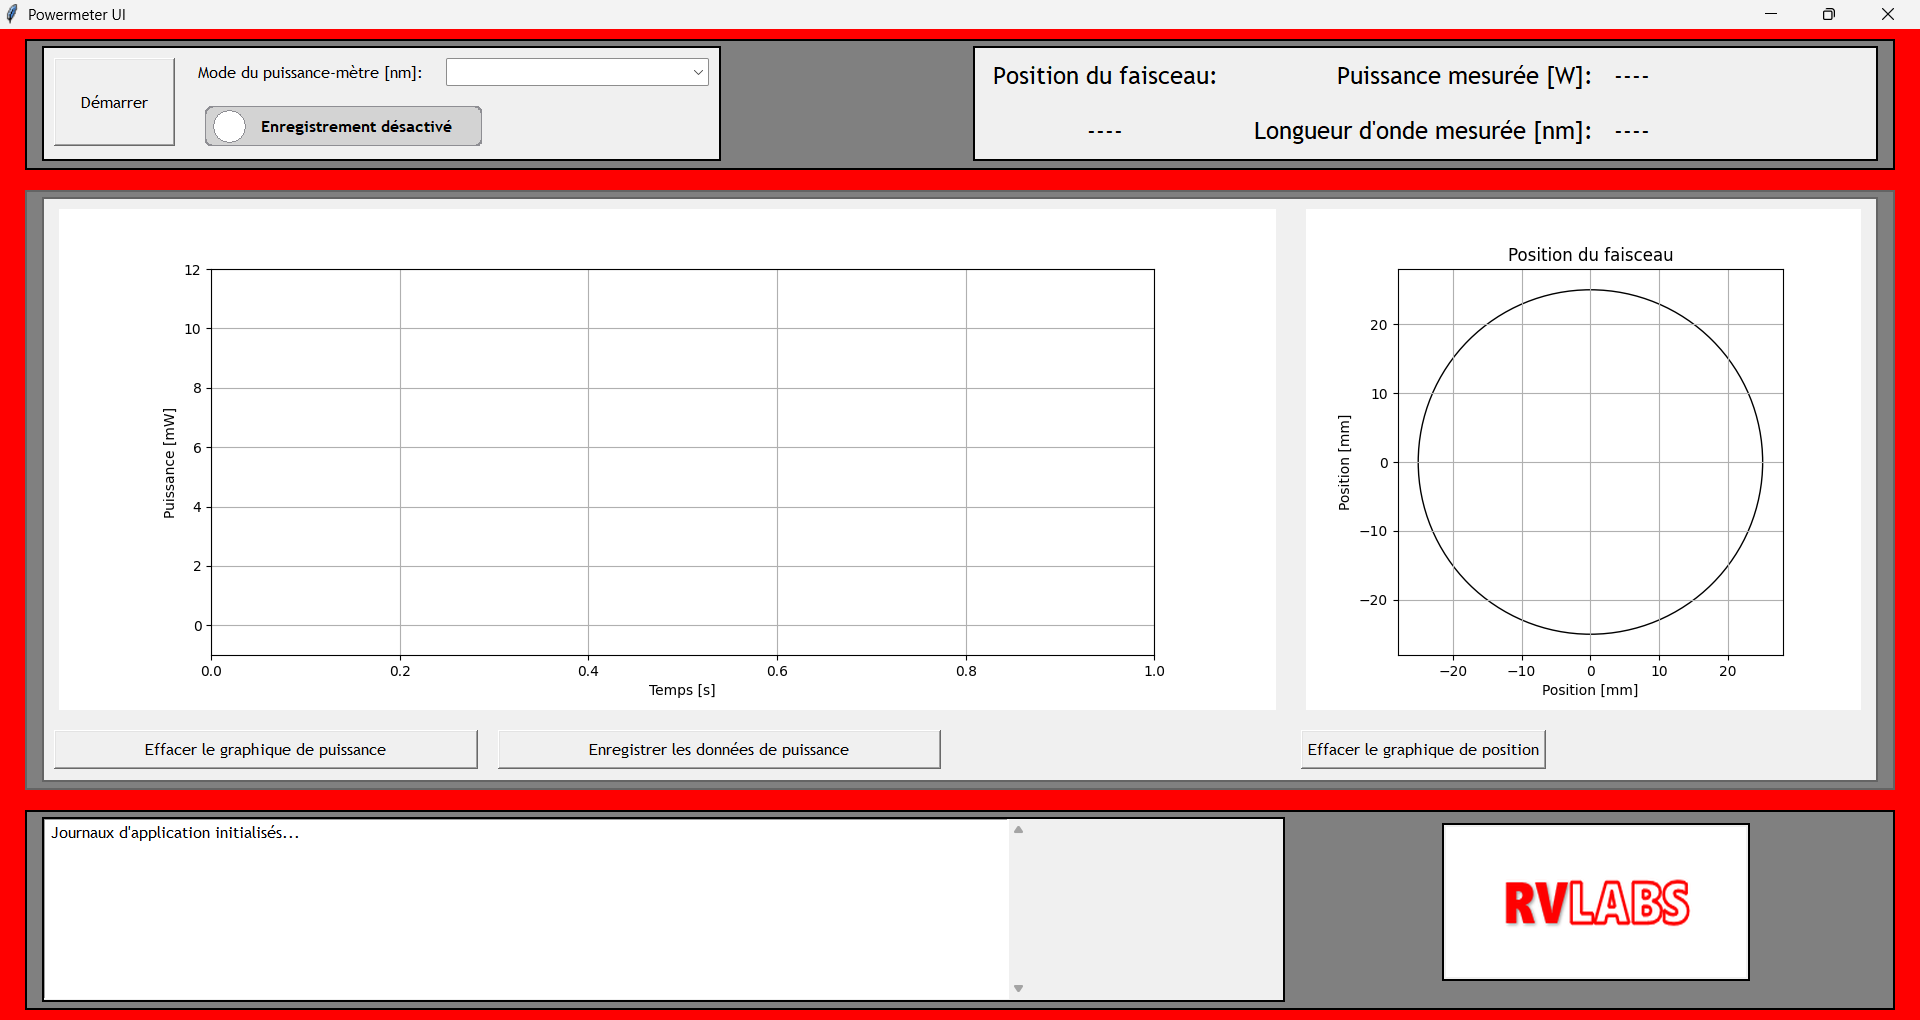 Powermeter UI
Démarrer
Mode du puissance-mètre [nm]:
Enregistrement désactivé
Position du faisceau:
----
Puissance mesurée [W]: ----
Longueur d'onde mesurée [nm]: ----
12
10
8
6
4
2
0
Puissance [mW]
0.0 0.2 0.4 0.6 0.8 1.0
Temps [s]
Position du faisceau
20
10
0
−10
−20
Position [mm]
−20 −10 0 10 20
Position [mm]
Effacer le graphique de puissance
Enregistrer les données de puissance
Effacer le graphique de position
Journaux d'application initialisés...
RVLABS